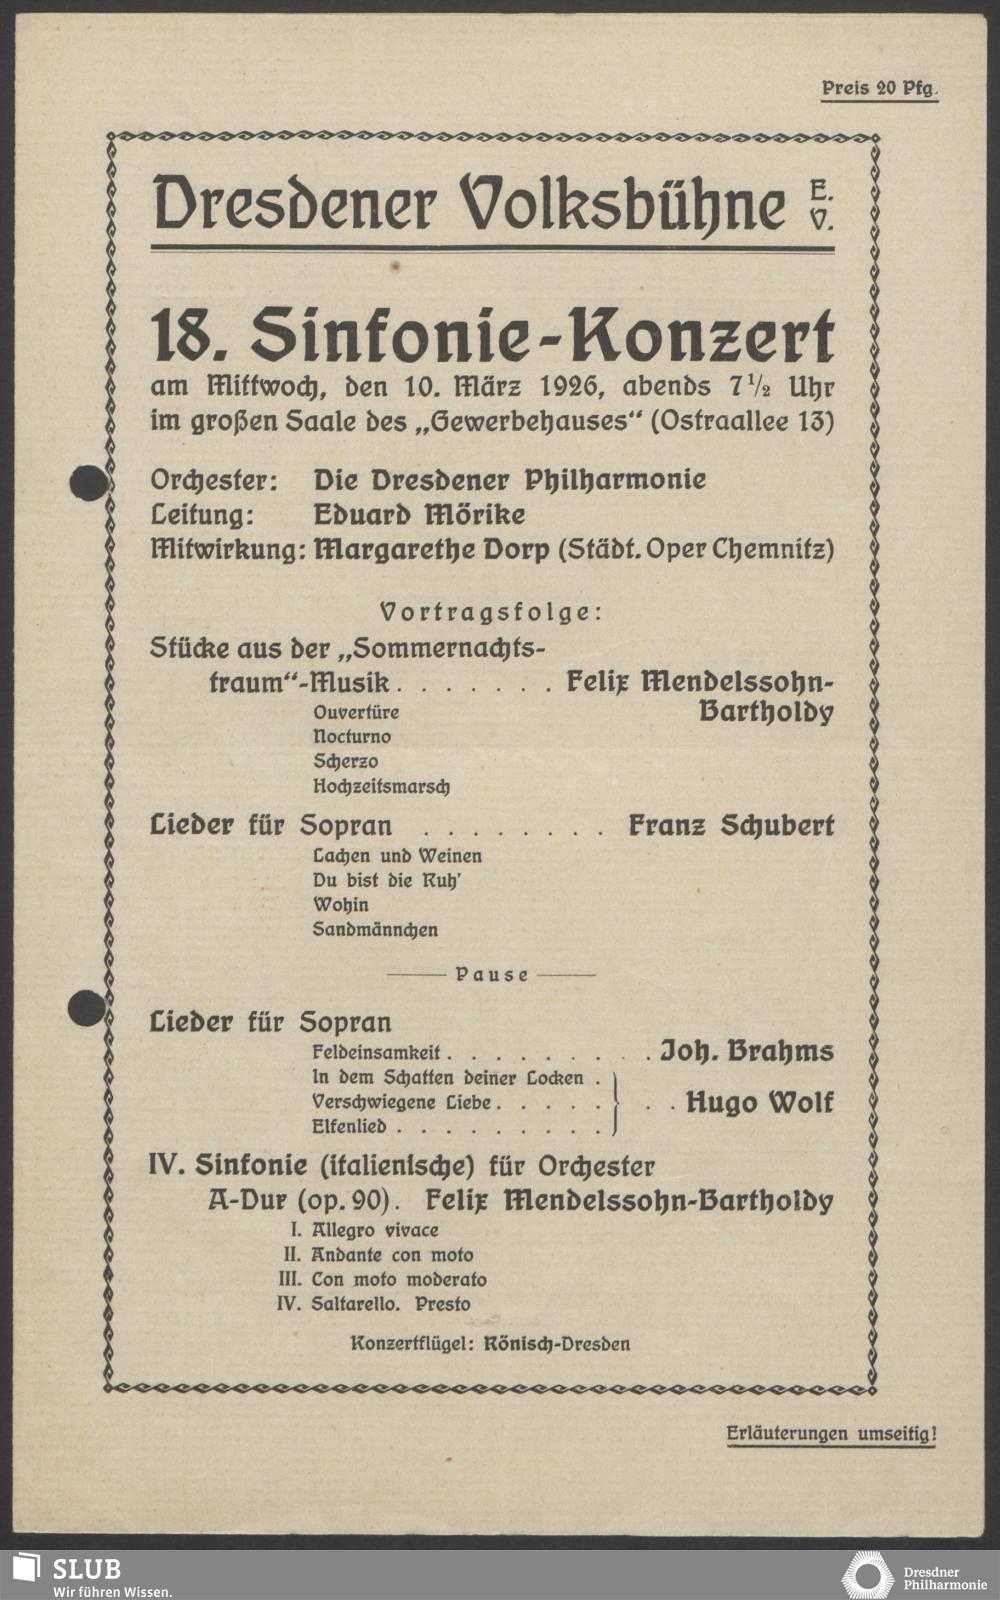 Preis 20 Pfg.
Dresdener Volksbühne E. V.
18. Sinfonie-Konzert
am Mittwoch, den 10. März 1926, abends 7 1/2 Uhr
im großen Saale des „Gewerbehauses“ (Ostraallee 13)
Orchester: Die Dresdener Philharmonie
Leitung: Eduard Mörike
Mitwirkung: Margarethe Dorp (Städt. Oper Chemnitz)
Vortragsfolge:
Stücke aus der „Sommernachts-
traum“-Musik . . . . . . . Felix Mendelssohn-
Bartholdy
Ouvertüre
Nocturno
Scherzo
Hochzeitsmarsch
Lieder für Sopran . . . . . . . . Franz Schubert
Lachen und Weinen
Du bist die Ruh'
Wohin
Sandmännchen
Pause
Lieder für Sopran
Feldeinsamkeit . . . . . . . . . . Joh. Brahms
In dem Schatten deiner Locken .
Verschwiegene Liebe . . . . . } . . Hugo Wolf
Elfenlied . . . . . . . . .
IV. Sinfonie (italienische) für Orchester
A-Dur (op. 90) . Felix Mendelssohn-Bartholdy
I. Allegro vivace
II. Andante con moto
III. Con moto moderato
IV. Saltarello. Presto
Konzertflügel: Rönisch-Dresden
Erläuterungen umseitig!
SLUB
Wir führen Wissen.
Dresdner
Philharmonie